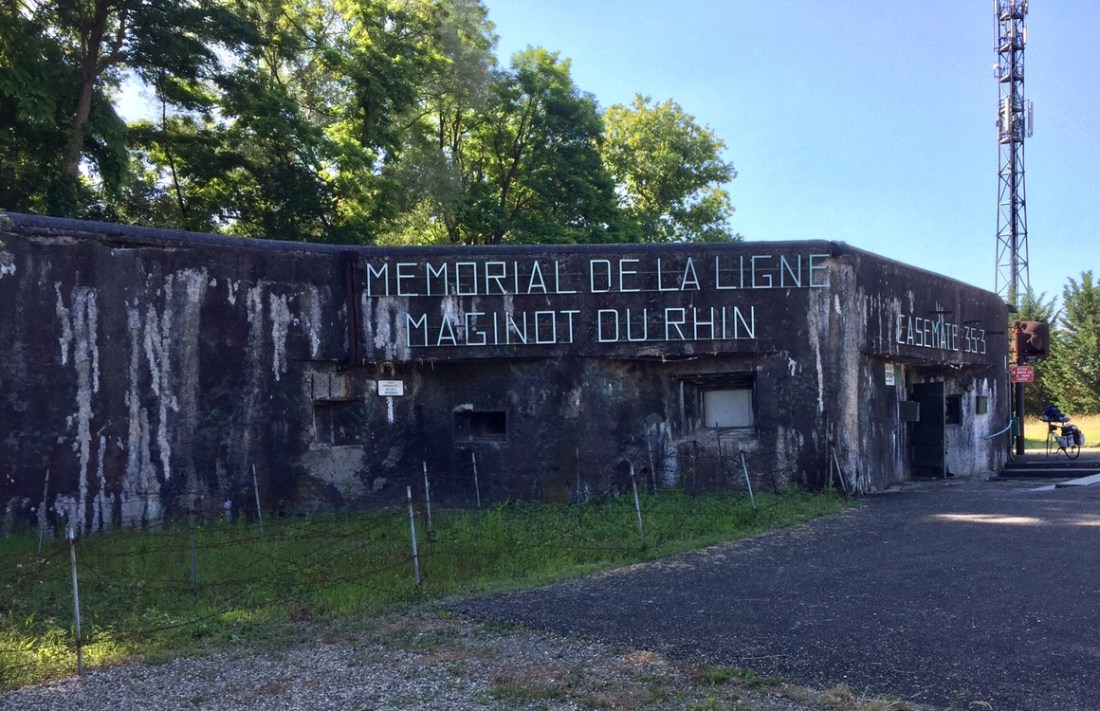 MEMORIAL DE LA LIGNE
MAGINOT DU RHIN
CASEMATE 35-3